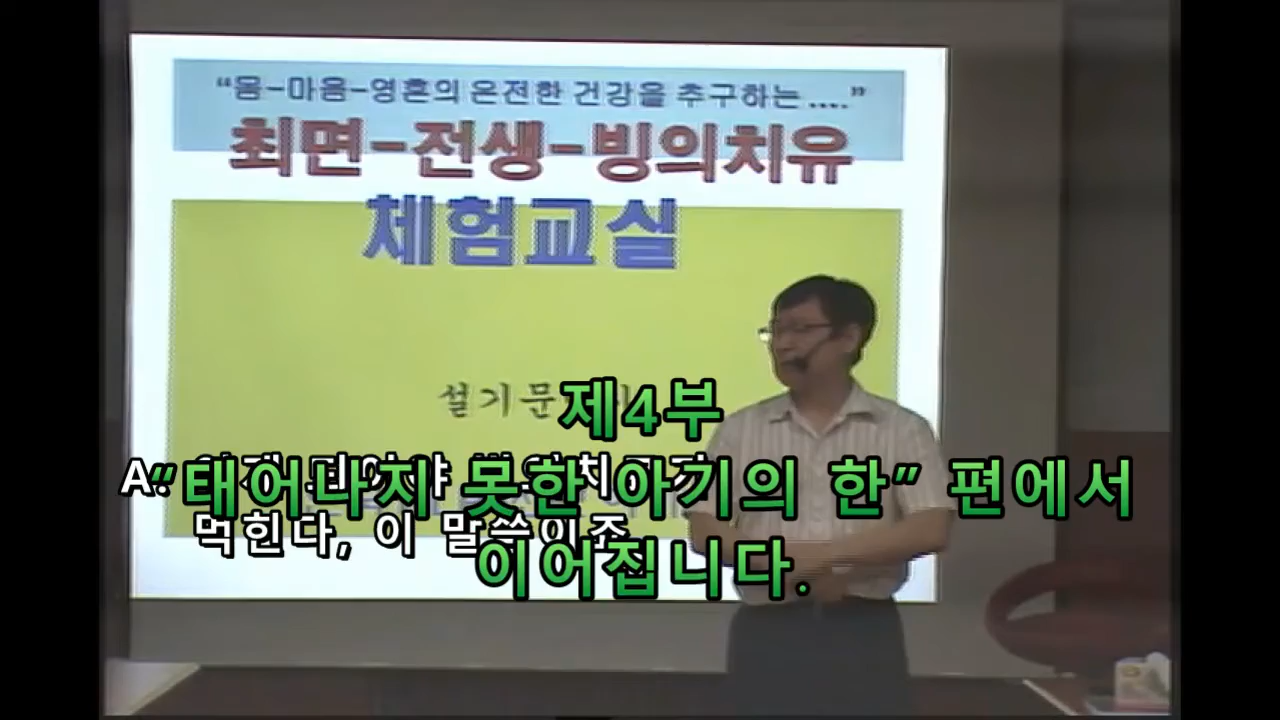 “몸-마음-영혼의 온전한 건강을 추구하는....”
최면-전생-빙의치유
체험교실
설기문
제4부
A.
“태어나지 못한 아기의 한” 편에서
먹힌다, 이 말씀이죠
이어집니다.